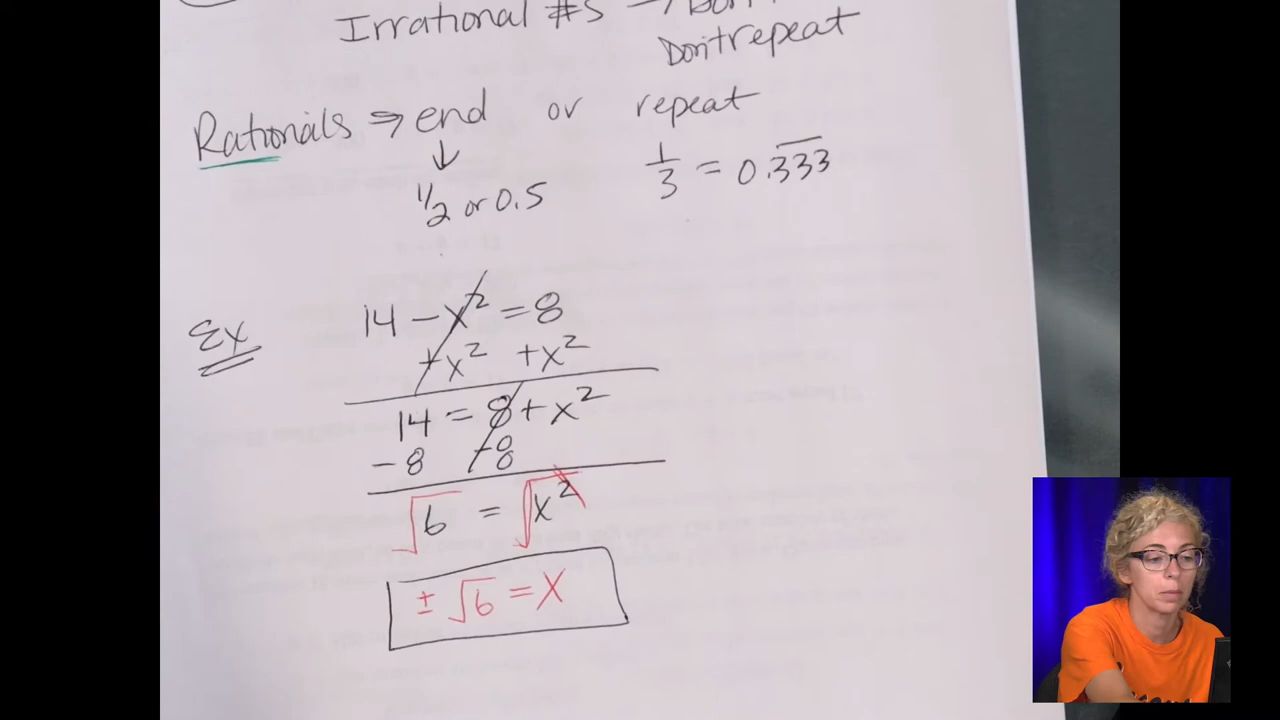 Irrational #s →
Don't repeat
Rationals ⇒ end or repeat
↓
1/2 or 0.5
1/3 = 0.333
Ex
14 - x² = 8
+x² +x²
14 = 8 + x²
-8 -8
√6 = √x²
± √6 = x